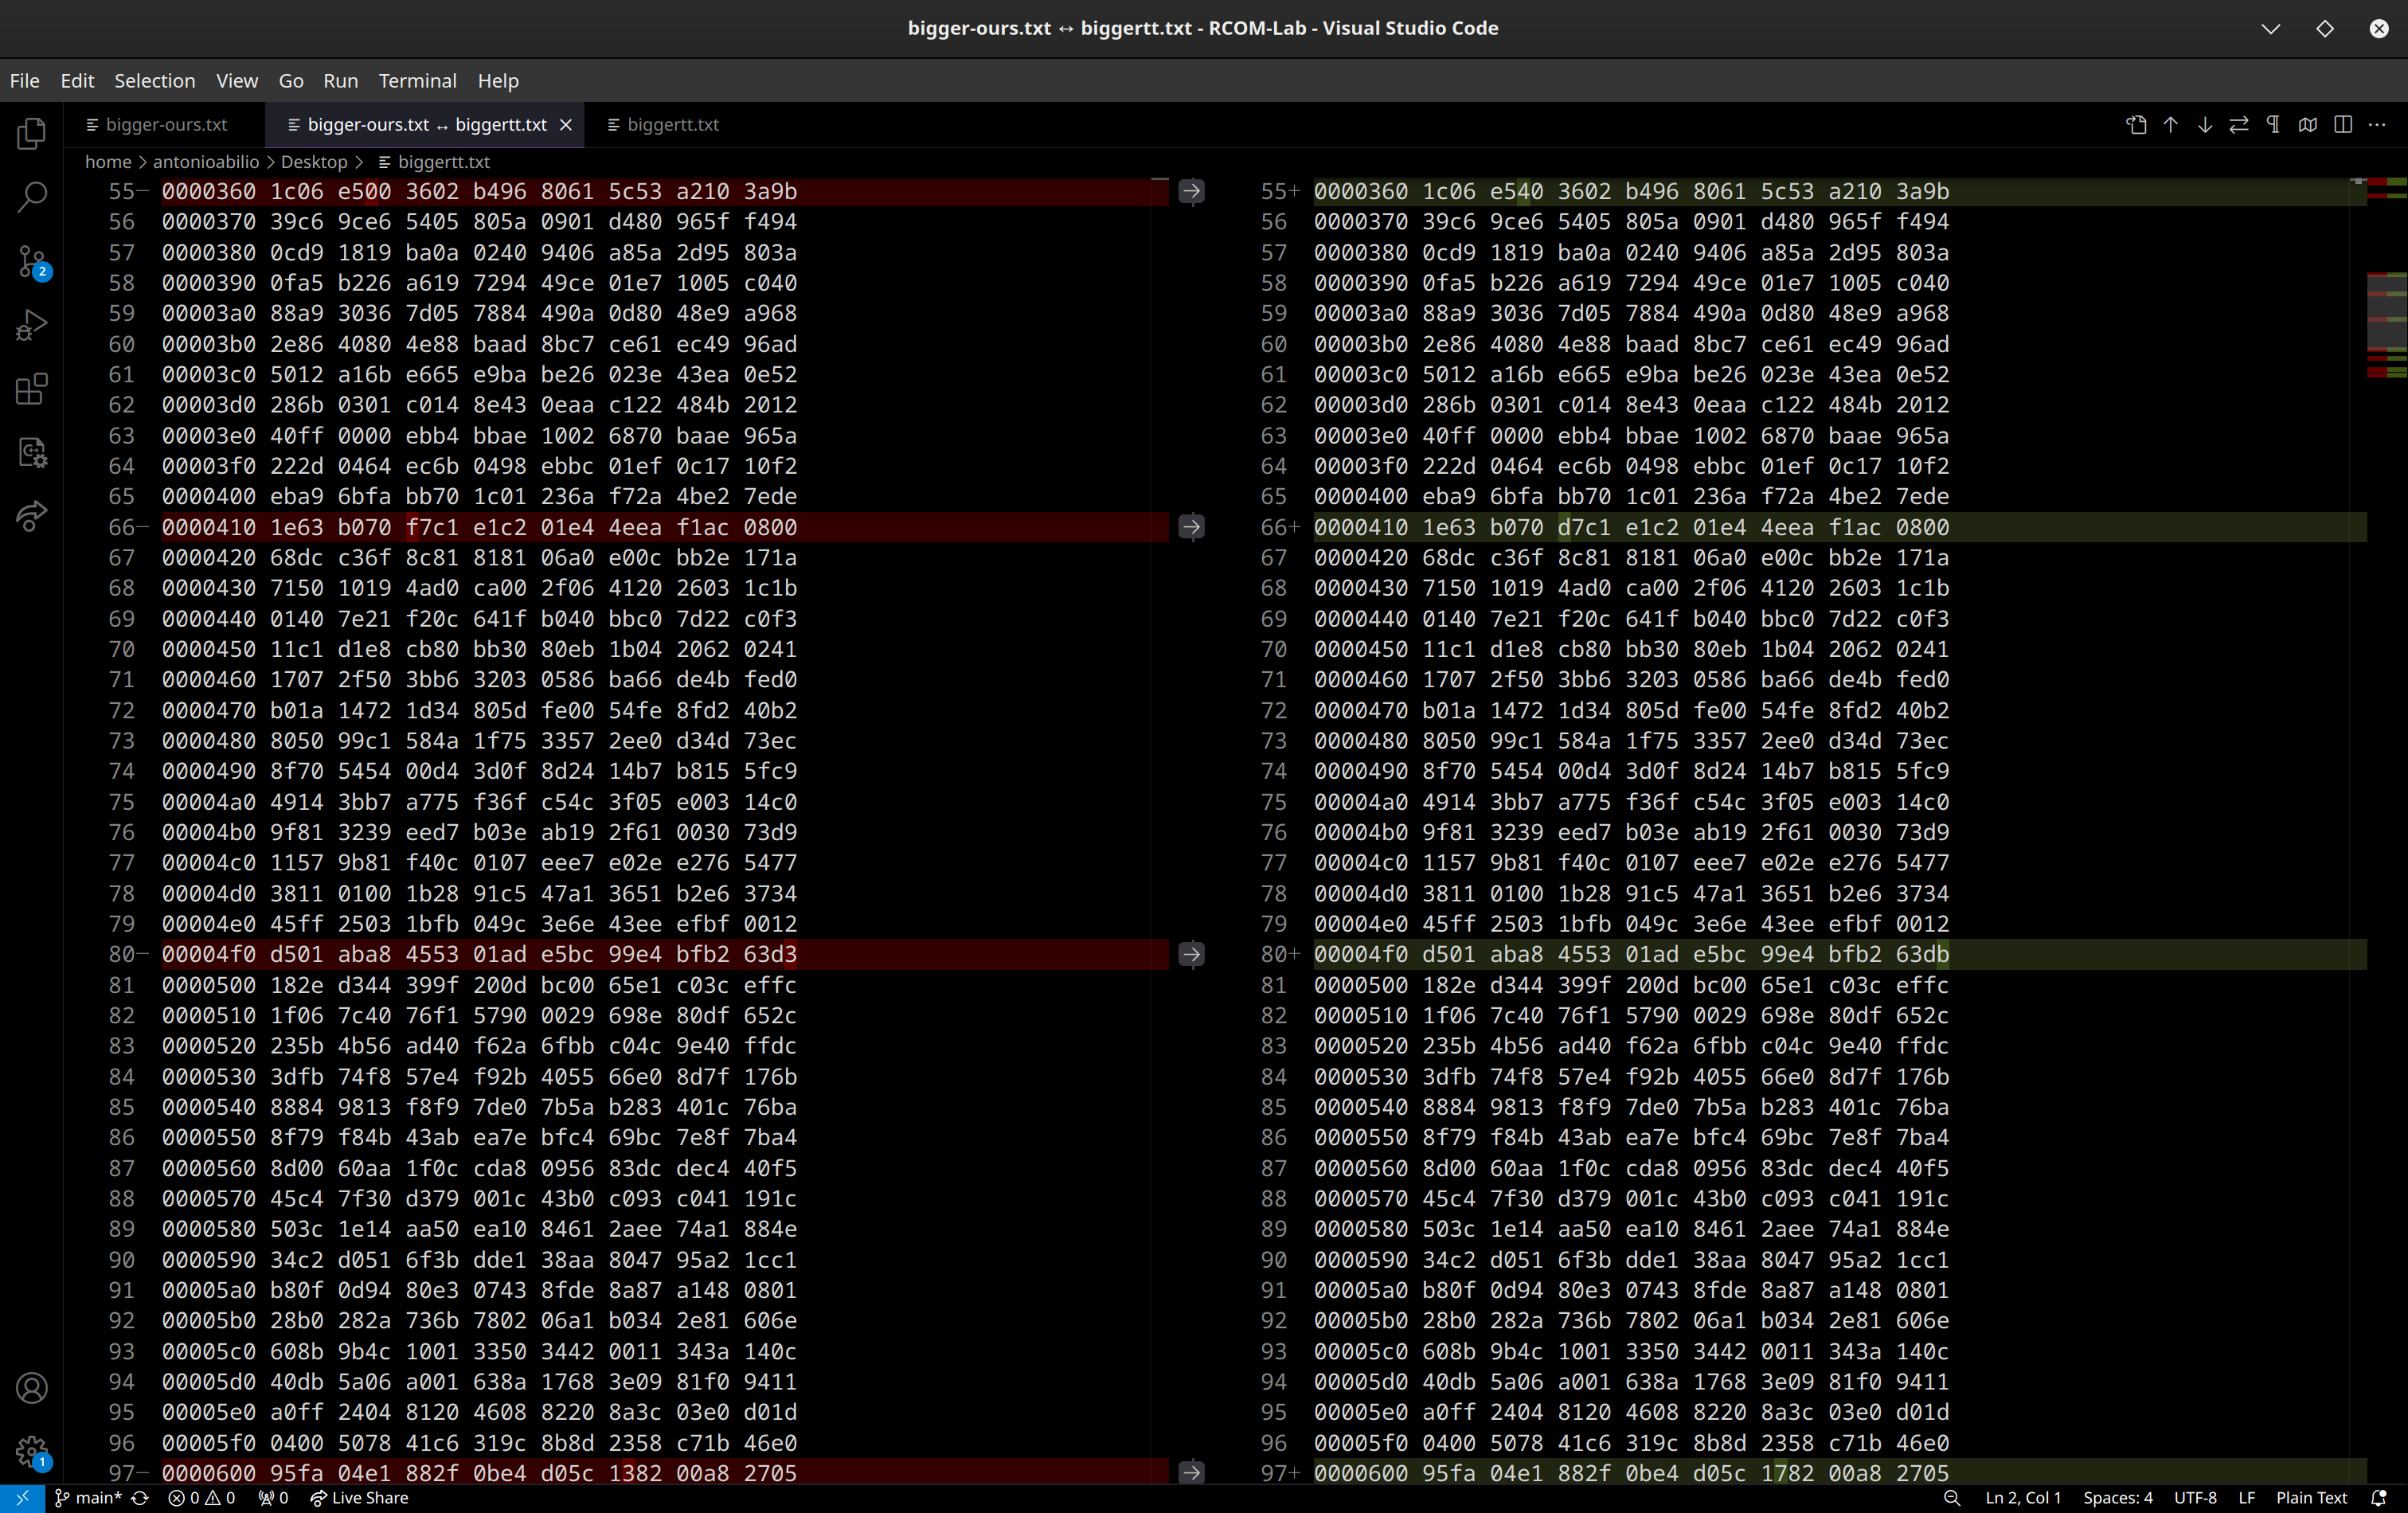 bigger-ours.txt ↔ biggertt.txt - RCOM-Lab - Visual Studio Code
File Edit Selection View Go Run Terminal Help
bigger-ours.txt bigger-ours.txt ↔ biggertt.txt biggertt.txt
home > antonioabilio > Desktop > biggertt.txt
55− 0000360 1c06 e500 3602 b496 8061 5c53 a210 3a9b 55+ 0000360 1c06 e540 3602 b496 8061 5c53 a210 3a9b
56 0000370 39c6 9ce6 5405 805a 0901 d480 965f f494 56 0000370 39c6 9ce6 5405 805a 0901 d480 965f f494
57 0000380 0cd9 1819 ba0a 0240 9406 a85a 2d95 803a 57 0000380 0cd9 1819 ba0a 0240 9406 a85a 2d95 803a
58 0000390 0fa5 b226 a619 7294 49ce 01e7 1005 c040 58 0000390 0fa5 b226 a619 7294 49ce 01e7 1005 c040
59 00003a0 88a9 3036 7d05 7884 490a 0d80 48e9 a968 59 00003a0 88a9 3036 7d05 7884 490a 0d80 48e9 a968
60 00003b0 2e86 4080 4e88 baad 8bc7 ce61 ec49 96ad 60 00003b0 2e86 4080 4e88 baad 8bc7 ce61 ec49 96ad
61 00003c0 5012 a16b e665 e9ba be26 023e 43ea 0e52 61 00003c0 5012 a16b e665 e9ba be26 023e 43ea 0e52
62 00003d0 286b 0301 c014 8e43 0eaa c122 484b 2012 62 00003d0 286b 0301 c014 8e43 0eaa c122 484b 2012
63 00003e0 40ff 0000 ebb4 bbae 1002 6870 baae 965a 63 00003e0 40ff 0000 ebb4 bbae 1002 6870 baae 965a
64 00003f0 222d 0464 ec6b 0498 ebbc 01ef 0c17 10f2 64 00003f0 222d 0464 ec6b 0498 ebbc 01ef 0c17 10f2
65 0000400 eba9 6bfa bb70 1c01 236a f72a 4be2 7ede 65 0000400 eba9 6bfa bb70 1c01 236a f72a 4be2 7ede
66− 0000410 1e63 b070 f7c1 e1c2 01e4 4eea f1ac 0800 66+ 0000410 1e63 b070 d7c1 e1c2 01e4 4eea f1ac 0800
67 0000420 68dc c36f 8c81 8181 06a0 e00c bb2e 171a 67 0000420 68dc c36f 8c81 8181 06a0 e00c bb2e 171a
68 0000430 7150 1019 4ad0 ca00 2f06 4120 2603 1c1b 68 0000430 7150 1019 4ad0 ca00 2f06 4120 2603 1c1b
69 0000440 0140 7e21 f20c 641f b040 bbc0 7d22 c0f3 69 0000440 0140 7e21 f20c 641f b040 bbc0 7d22 c0f3
70 0000450 11c1 d1e8 cb80 bb30 80eb 1b04 2062 0241 70 0000450 11c1 d1e8 cb80 bb30 80eb 1b04 2062 0241
71 0000460 1707 2f50 3bb6 3203 0586 ba66 de4b fed0 71 0000460 1707 2f50 3bb6 3203 0586 ba66 de4b fed0
72 0000470 b01a 1472 1d34 805d fe00 54fe 8fd2 40b2 72 0000470 b01a 1472 1d34 805d fe00 54fe 8fd2 40b2
73 0000480 8050 99c1 584a 1f75 3357 2ee0 d34d 73ec 73 0000480 8050 99c1 584a 1f75 3357 2ee0 d34d 73ec
74 0000490 8f70 5454 00d4 3d0f 8d24 14b7 b815 5fc9 74 0000490 8f70 5454 00d4 3d0f 8d24 14b7 b815 5fc9
75 00004a0 4914 3bb7 a775 f36f c54c 3f05 e003 14c0 75 00004a0 4914 3bb7 a775 f36f c54c 3f05 e003 14c0
76 00004b0 9f81 3239 eed7 b03e ab19 2f61 0030 73d9 76 00004b0 9f81 3239 eed7 b03e ab19 2f61 0030 73d9
77 00004c0 1157 9b81 f40c 0107 eee7 e02e e276 5477 77 00004c0 1157 9b81 f40c 0107 eee7 e02e e276 5477
78 00004d0 3811 0100 1b28 91c5 47a1 3651 b2e6 3734 78 00004d0 3811 0100 1b28 91c5 47a1 3651 b2e6 3734
79 00004e0 45ff 2503 1bfb 049c 3e6e 43ee efbf 0012 79 00004e0 45ff 2503 1bfb 049c 3e6e 43ee efbf 0012
80− 00004f0 d501 aba8 4553 01ad e5bc 99e4 bfb2 63d3 80+ 00004f0 d501 aba8 4553 01ad e5bc 99e4 bfb2 63db
81 0000500 182e d344 399f 200d bc00 65e1 c03c effc 81 0000500 182e d344 399f 200d bc00 65e1 c03c effc
82 0000510 1f06 7c40 76f1 5790 0029 698e 80df 652c 82 0000510 1f06 7c40 76f1 5790 0029 698e 80df 652c
83 0000520 235b 4b56 ad40 f62a 6fbb c04c 9e40 ffdc 83 0000520 235b 4b56 ad40 f62a 6fbb c04c 9e40 ffdc
84 0000530 3dfb 74f8 57e4 f92b 4055 66e0 8d7f 176b 84 0000530 3dfb 74f8 57e4 f92b 4055 66e0 8d7f 176b
85 0000540 8884 9813 f8f9 7de0 7b5a b283 401c 76ba 85 0000540 8884 9813 f8f9 7de0 7b5a b283 401c 76ba
86 0000550 8f79 f84b 43ab ea7e bfc4 69bc 7e8f 7ba4 86 0000550 8f79 f84b 43ab ea7e bfc4 69bc 7e8f 7ba4
87 0000560 8d00 60aa 1f0c cda8 0956 83dc dec4 40f5 87 0000560 8d00 60aa 1f0c cda8 0956 83dc dec4 40f5
88 0000570 45c4 7f30 d379 001c 43b0 c093 c041 191c 88 0000570 45c4 7f30 d379 001c 43b0 c093 c041 191c
89 0000580 503c 1e14 aa50 ea10 8461 2aee 74a1 884e 89 0000580 503c 1e14 aa50 ea10 8461 2aee 74a1 884e
90 0000590 34c2 d051 6f3b dde1 38aa 8047 95a2 1cc1 90 0000590 34c2 d051 6f3b dde1 38aa 8047 95a2 1cc1
91 00005a0 b80f 0d94 80e3 0743 8fde 8a87 a148 0801 91 00005a0 b80f 0d94 80e3 0743 8fde 8a87 a148 0801
92 00005b0 28b0 282a 736b 7802 06a1 b034 2e81 606e 92 00005b0 28b0 282a 736b 7802 06a1 b034 2e81 606e
93 00005c0 608b 9b4c 1001 3350 3442 0011 343a 140c 93 00005c0 608b 9b4c 1001 3350 3442 0011 343a 140c
94 00005d0 40db 5a06 a001 638a 1768 3e09 81f0 9411 94 00005d0 40db 5a06 a001 638a 1768 3e09 81f0 9411
95 00005e0 a0ff 2404 8120 4608 8220 8a3c 03e0 d01d 95 00005e0 a0ff 2404 8120 4608 8220 8a3c 03e0 d01d
96 00005f0 0400 5078 41c6 319c 8b8d 2358 c71b 46e0 96 00005f0 0400 5078 41c6 319c 8b8d 2358 c71b 46e0
97− 0000600 95fa 04e1 882f 0be4 d05c 1382 00a8 2705 97+ 0000600 95fa 04e1 882f 0be4 d05c 1782 00a8 2705
2
1
main* 0 0 0 Live Share Ln 2, Col 1 Spaces: 4 UTF-8 LF Plain Text